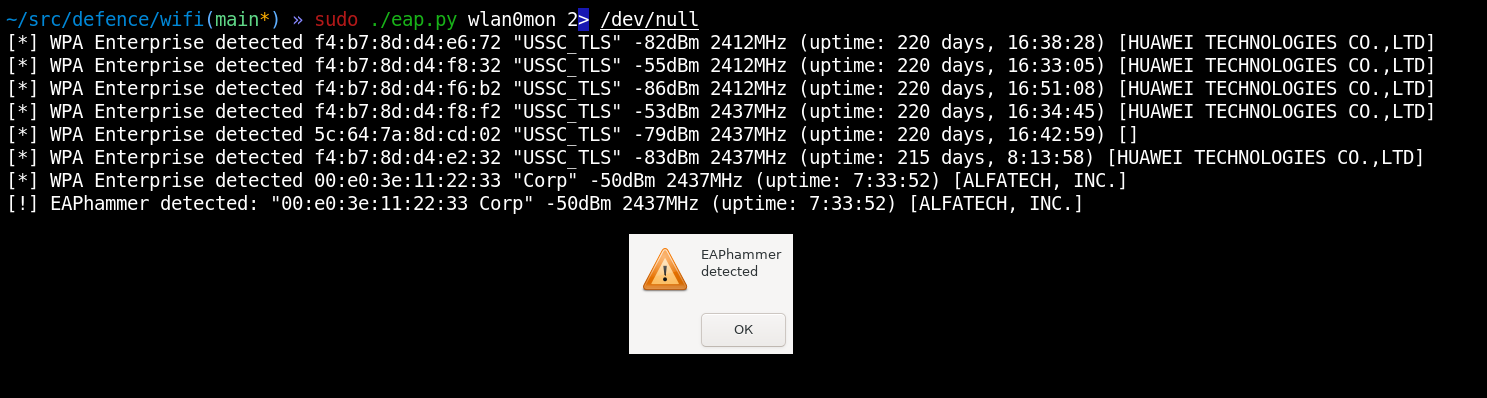 ~/src/defence/wifi(main*) » sudo ./eap.py wlan0mon 2> /dev/null
[*] WPA Enterprise detected f4:b7:8d:d4:e6:72 "USSC_TLS" -82dBm 2412MHz (uptime: 220 days, 16:38:28) [HUAWEI TECHNOLOGIES CO.,LTD]
[*] WPA Enterprise detected f4:b7:8d:d4:f8:32 "USSC_TLS" -55dBm 2412MHz (uptime: 220 days, 16:33:05) [HUAWEI TECHNOLOGIES CO.,LTD]
[*] WPA Enterprise detected f4:b7:8d:d4:f6:b2 "USSC_TLS" -86dBm 2412MHz (uptime: 220 days, 16:51:08) [HUAWEI TECHNOLOGIES CO.,LTD]
[*] WPA Enterprise detected f4:b7:8d:d4:f8:f2 "USSC_TLS" -53dBm 2437MHz (uptime: 220 days, 16:34:45) [HUAWEI TECHNOLOGIES CO.,LTD]
[*] WPA Enterprise detected 5c:64:7a:8d:cd:02 "USSC_TLS" -79dBm 2437MHz (uptime: 220 days, 16:42:59) []
[*] WPA Enterprise detected f4:b7:8d:d4:e2:32 "USSC_TLS" -83dBm 2437MHz (uptime: 215 days, 8:13:58) [HUAWEI TECHNOLOGIES CO.,LTD]
[*] WPA Enterprise detected 00:e0:3e:11:22:33 "Corp" -50dBm 2437MHz (uptime: 7:33:52) [ALFATECH, INC.]
[!] EAPhammer detected: "00:e0:3e:11:22:33 Corp" -50dBm 2437MHz (uptime: 7:33:52) [ALFATECH, INC.]
EAPhammer
detected
OK